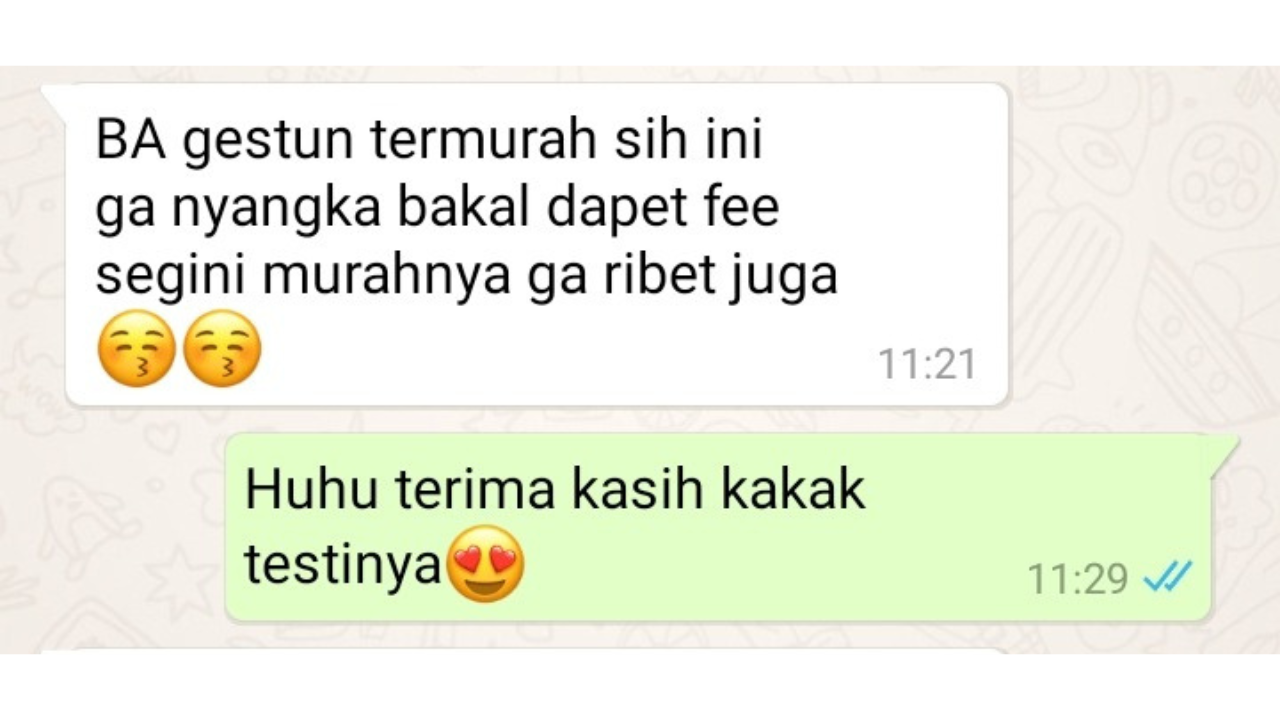 BA gestun termurah sih ini
ga nyangka bakal dapet fee
segini murahnya ga ribet juga
😚😚
11:21
Huhu terima kasih kakak
testinya😍
11:29